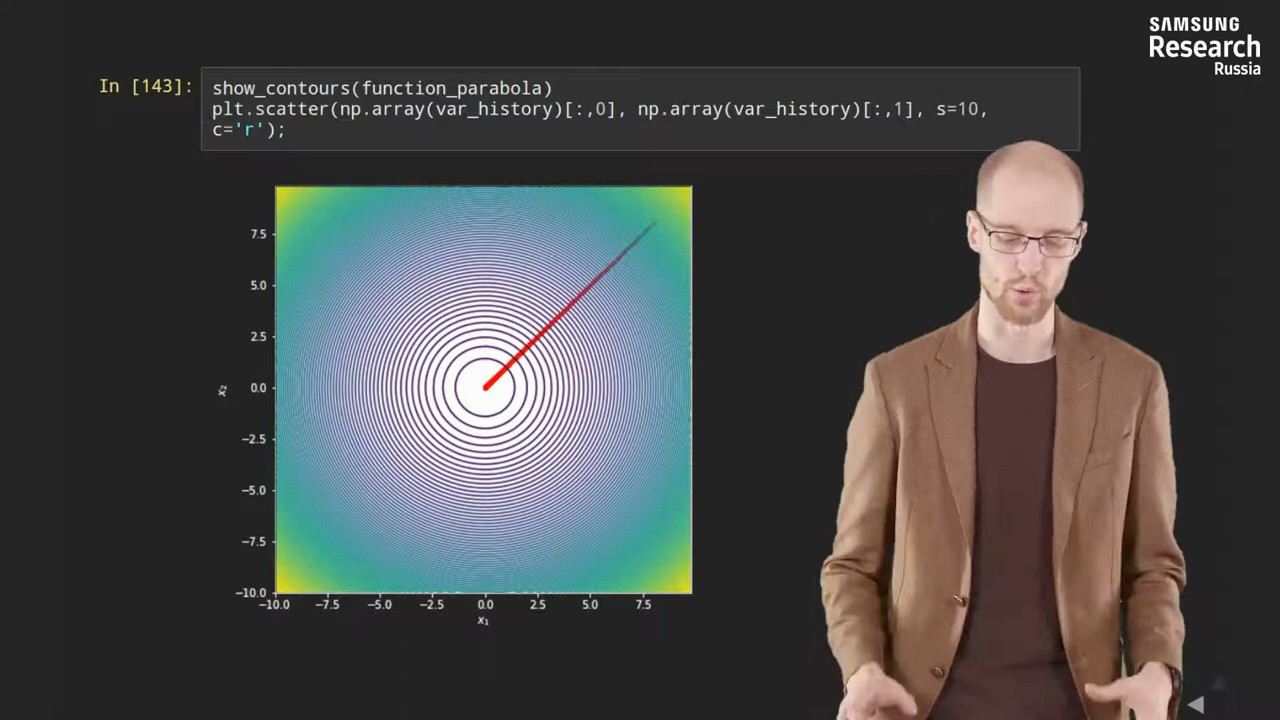 SAMSUNG
Research
Russia
In [143]:
show_contours(function_parabola)
plt.scatter(np.array(var_history)[:,0], np.array(var_history)[:,1], s=10,
c='r');
7.5
5.0
2.5
0.0
−2.5
−5.0
−7.5
−10.0
x₂
−10.0 −7.5 −5.0 −2.5 0.0 2.5 5.0 7.5
x₁